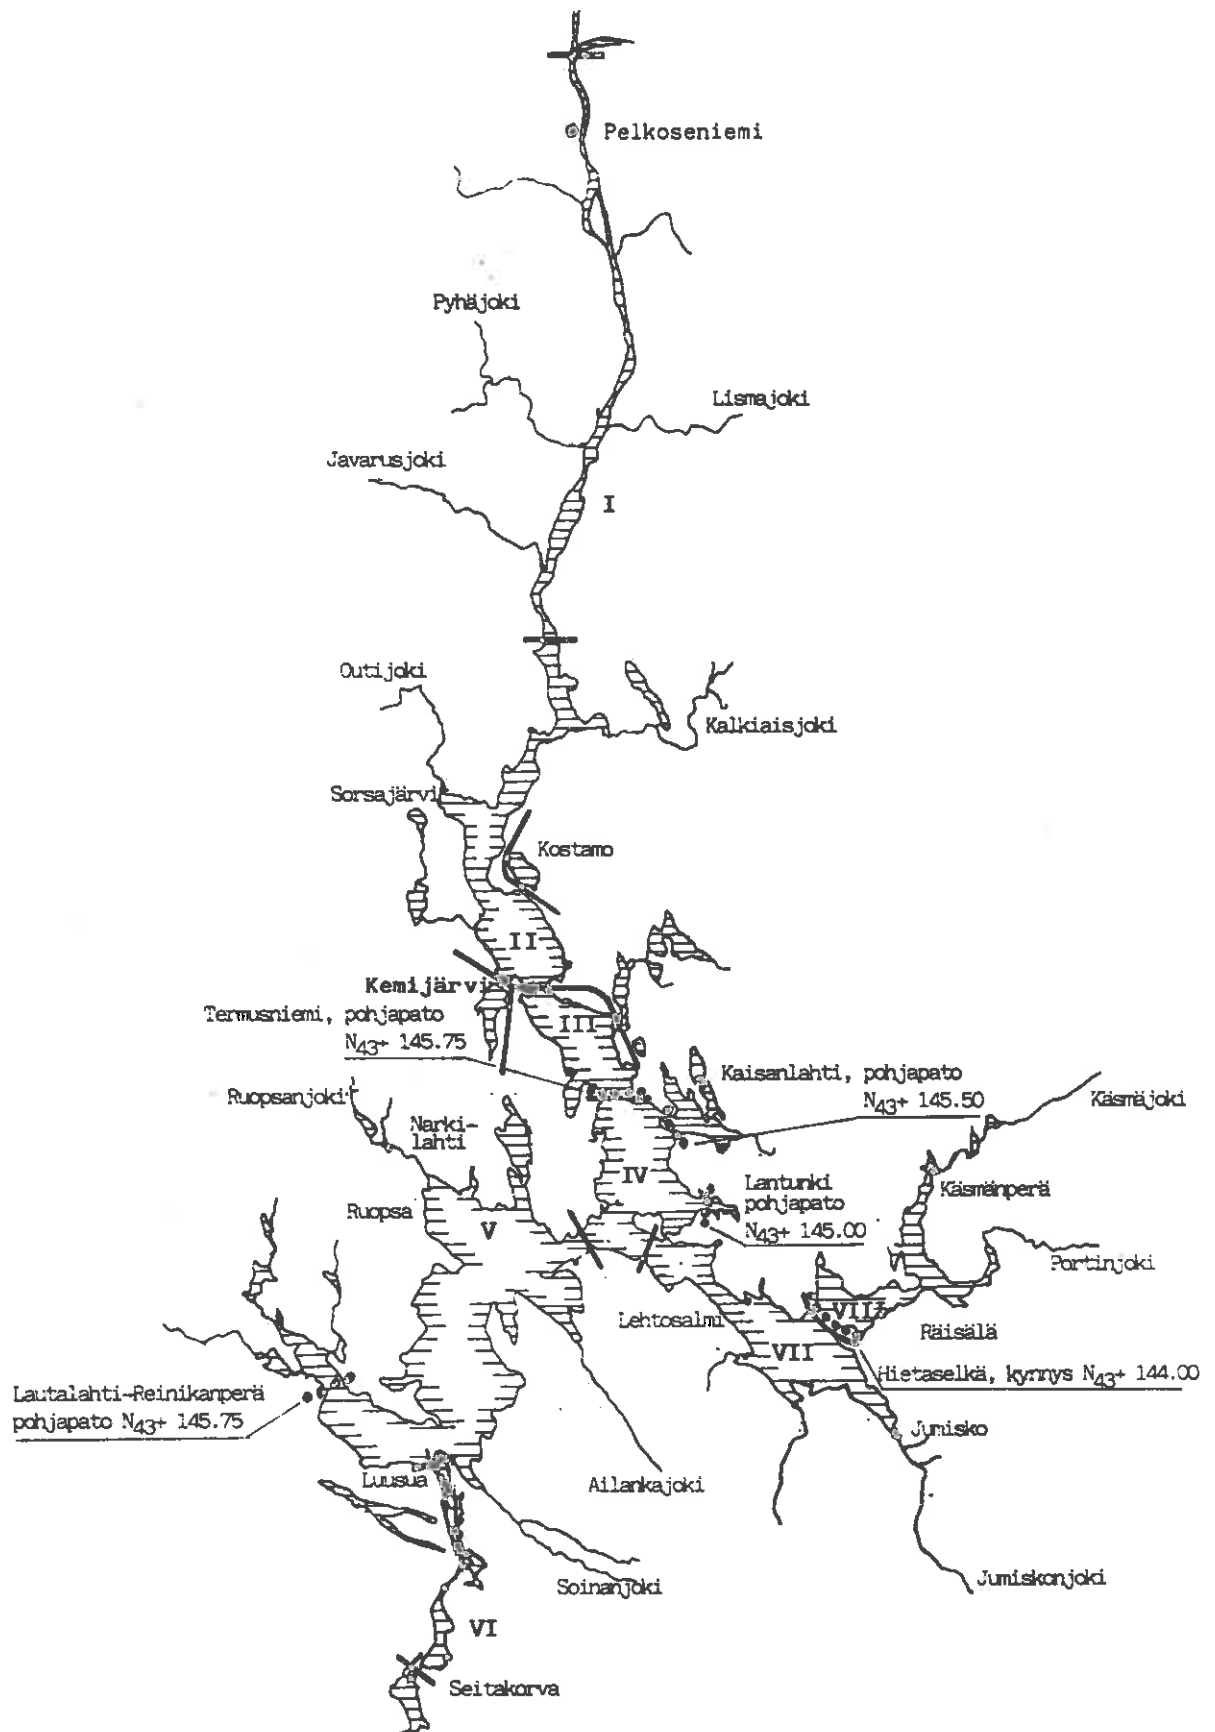 Pelkoseniemi
Pyhäjoki
Lismajoki
Javarusjoki
I
Outijoki
Kalkiaisjoki
Sorsajärvi
Kostamo
II
Kemijärvi
Termusniemi, pohjapato
N43+ 145.75
III
Kaisanlahti, pohjapato
N43+ 145.50
Ruopsanjoki
Käsmäjoki
Narki-
lahti
IV
Lantunki
pohjapato
N43+ 145.00
Käsmänperä
Ruopsa
V
Portinjoki
Lehtosalmi
VII
Räisälä
VII
Hietaselkä, kynnys N43+ 144.00
Lautalahti-Reinikanperä
pohjapato N43+ 145.75
Jumisko
Luusua
Ailankajoki
Soinanjoki
Jumiskonjoki
VI
Seitakorva